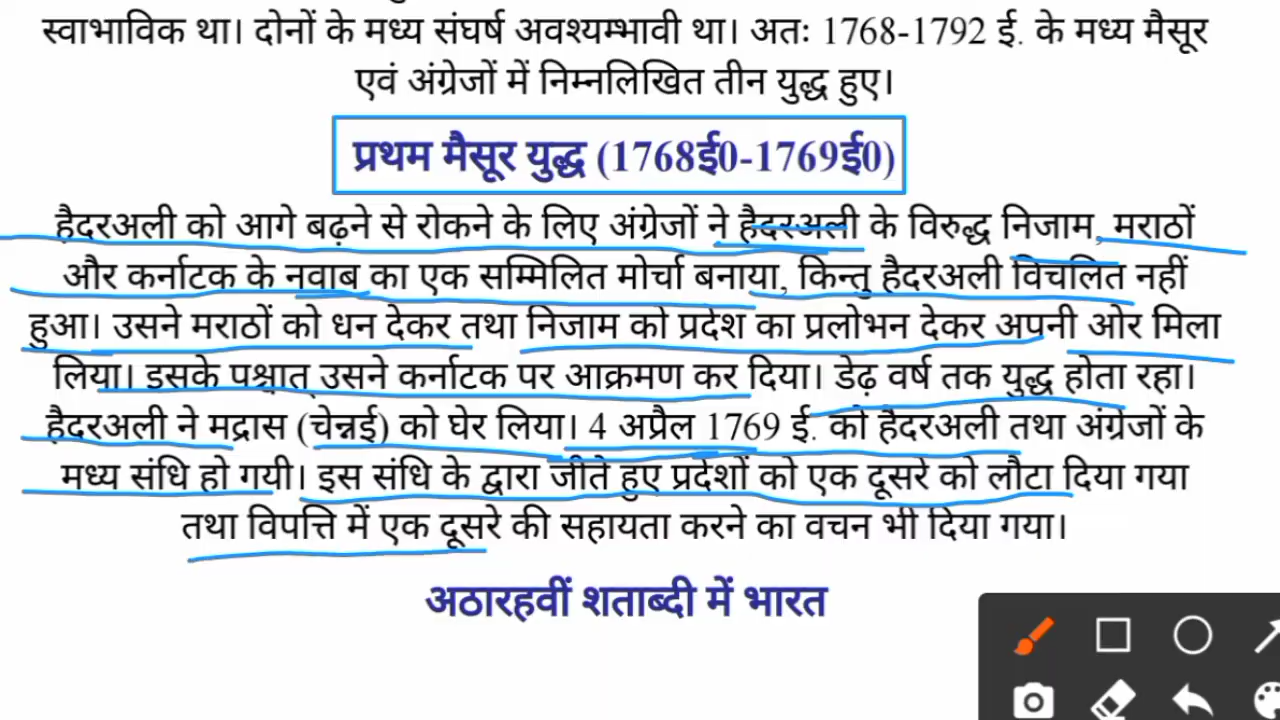 स्वाभाविक था। दोनों के मध्य संघर्ष अवश्यम्भावी था। अतः 1768-1792 ई. के मध्य मैसूर
एवं अंग्रेजों में निम्नलिखित तीन युद्ध हुए।
प्रथम मैसूर युद्ध (1768ई0-1769ई0)
हैदरअली को आगे बढ़ने से रोकने के लिए अंग्रेजों ने हैदरअली के विरुद्ध निजाम, मराठों
और कर्नाटक के नवाब का एक सम्मिलित मोर्चा बनाया, किन्तु हैदरअली विचलित नहीं
हुआ। उसने मराठों को धन देकर तथा निजाम को प्रदेश का प्रलोभन देकर अपनी ओर मिला
लिया। इसके पश्चात् उसने कर्नाटक पर आक्रमण कर दिया। डेढ़ वर्ष तक युद्ध होता रहा।
हैदरअली ने मद्रास (चेन्नई) को घेर लिया। 4 अप्रैल 1769 ई. को हैदरअली तथा अंग्रेजों के
मध्य संधि हो गयी। इस संधि के द्वारा जीते हुए प्रदेशों को एक दूसरे को लौटा दिया गया
तथा विपत्ति में एक दूसरे की सहायता करने का वचन भी दिया गया।
अठारहवीं शताब्दी में भारत